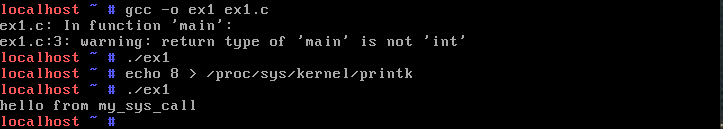 localhost ~ # gcc -o ex1 ex1.c
ex1.c: In function 'main':
ex1.c:3: warning: return type of 'main' is not 'int'
localhost ~ # ./ex1
localhost ~ # echo 8 > /proc/sys/kernel/printk
localhost ~ # ./ex1
hello from my_sys_call
localhost ~ #